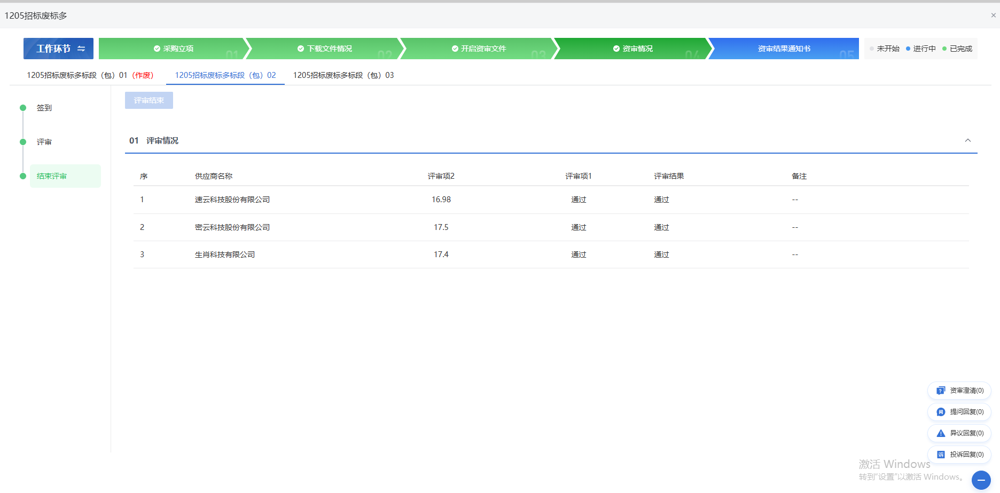 1205招标废标多
工作环节
采购立项 01
下载文件情况 02
开启资审文件 03
资审情况 04
资审结果通知书 05
未开始 进行中 已完成
1205招标废标多标段（包）01（作废） 1205招标废标多标段（包）02 1205招标废标多标段（包）03
签到
评审
结束评审
评审结束
01 评审情况
序 供应商名称 评审项2 评审项1 评审结果 备注
1 速云科技股份有限公司 16.98 通过 通过 --
2 密云科技股份有限公司 17.5 通过 通过 --
3 生肖科技有限公司 17.4 通过 通过 --
资审澄清(0)
问 提问回复(0)
异议回复(0)
诉 投诉回复(0)
激活 Windows
转到“设置”以激活 Windows。